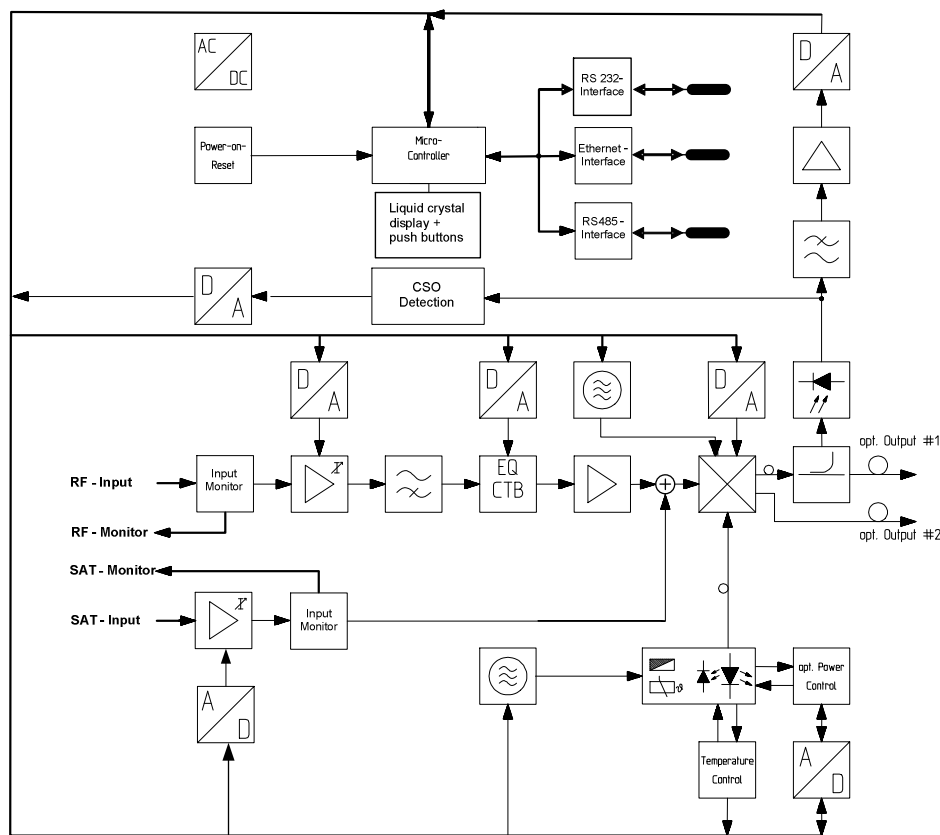 AC
DC
D
A
RS 232-
Interface
Power-on-
Reset
Micro-
Controller
Ethernet -
Interface
Liquid crystal
display +
push buttons
RS485 -
Interface
D
A
CSO
Detection
D
A
D
A
D
A
opt. Output #1
RF - Input
Input
Monitor
EQ
CTB
RF - Monitor
opt. Output #2
SAT - Monitor
SAT - Input
Input
Monitor
opt. Power
Control
ϑ
A
D
Temperature
Control
A
D